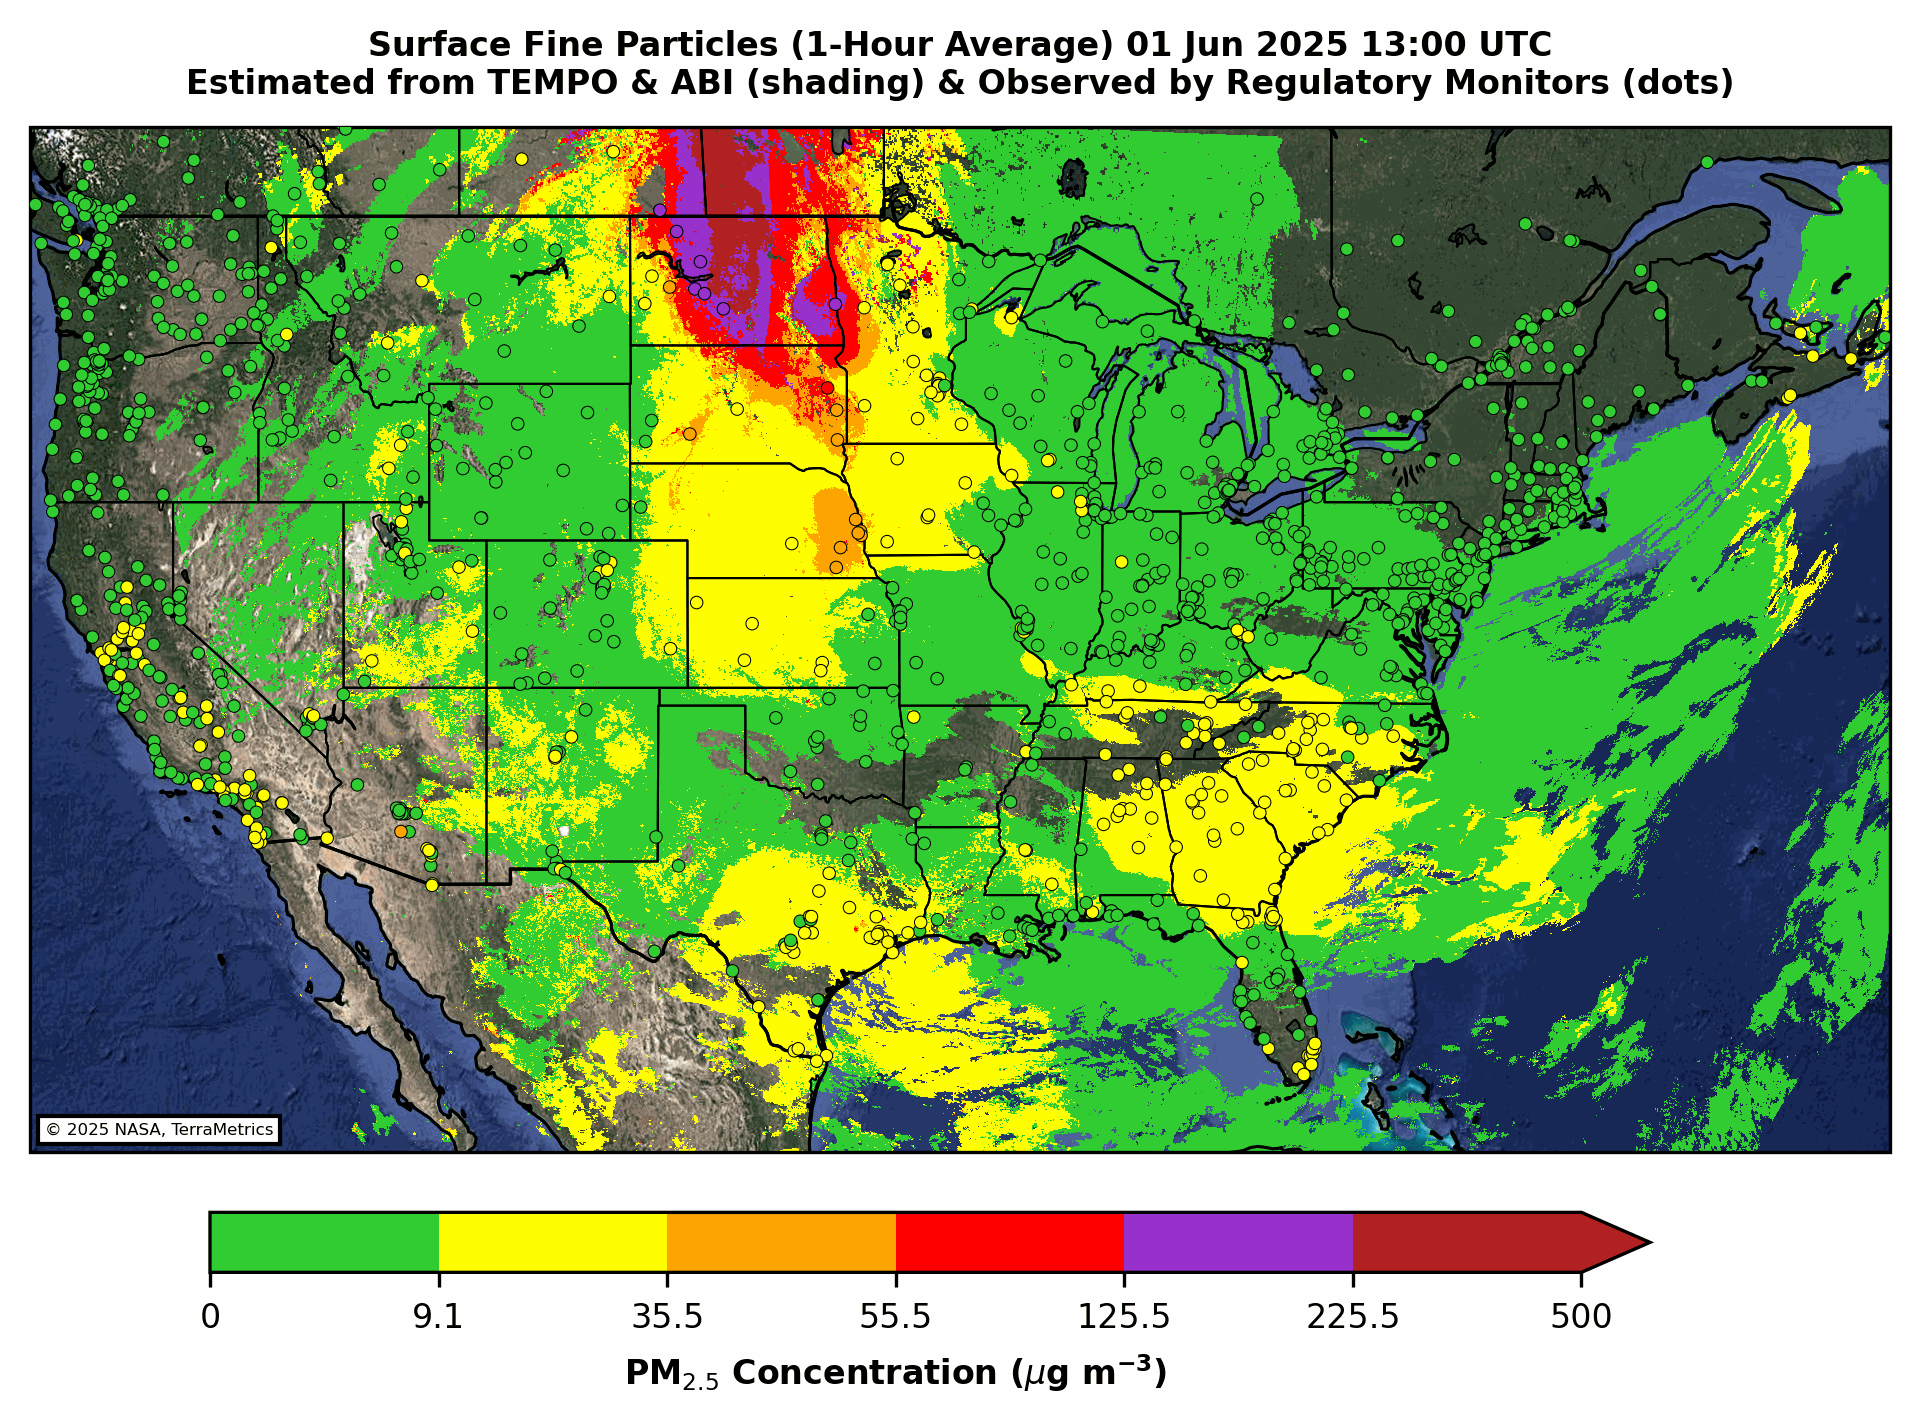 Surface Fine Particles (1-Hour Average) 01 Jun 2025 13:00 UTC
Estimated from TEMPO & ABI (shading) & Observed by Regulatory Monitors (dots)
© 2025 NASA, TerraMetrics
0 9.1 35.5 55.5 125.5 225.5 500
PM₂.₅ Concentration (μg m⁻³)